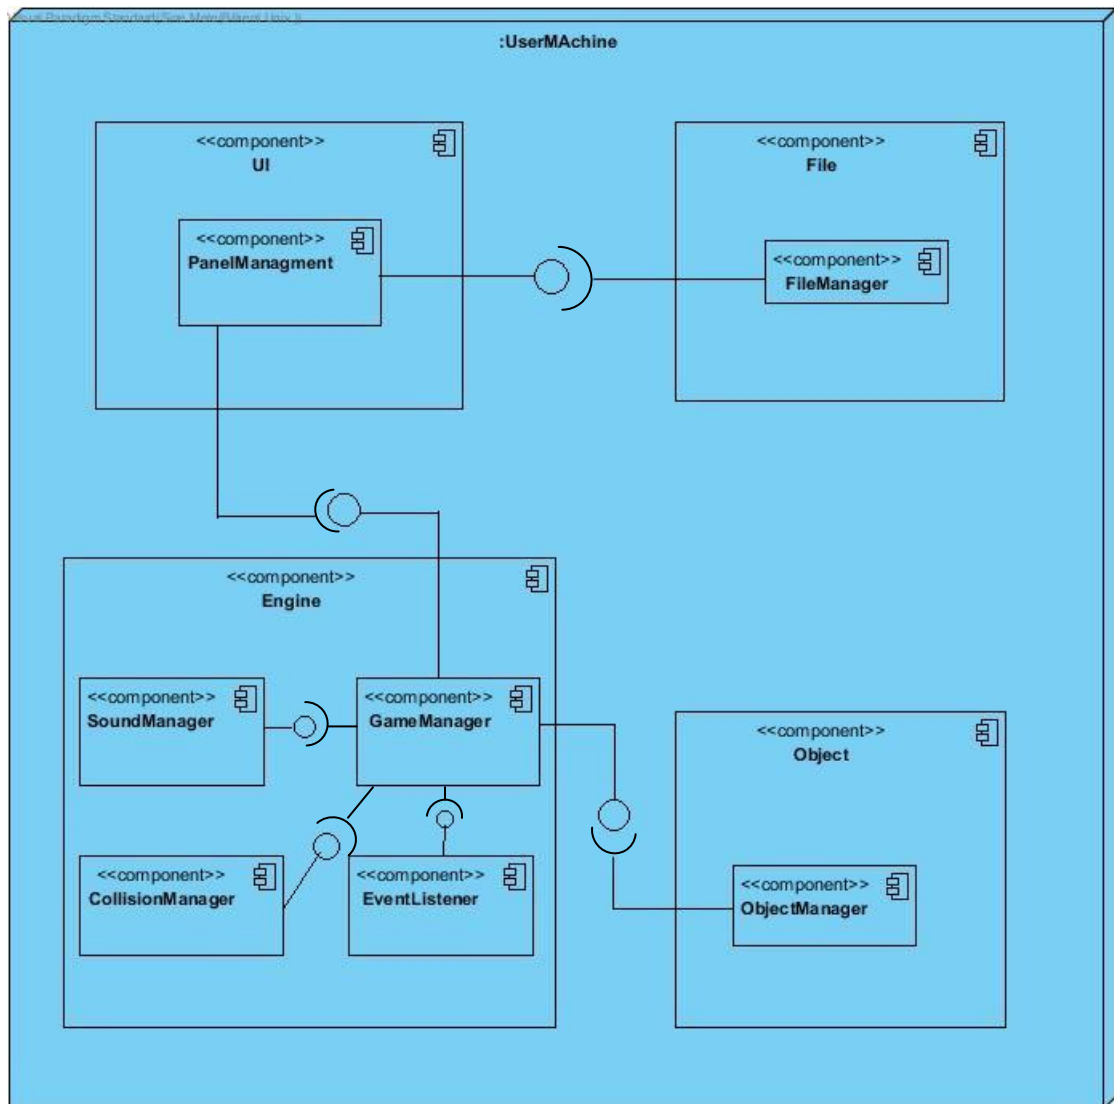 :UserMAchine
<<component>>
UI
<<component>>
PanelManagment
<<component>>
File
<<component>>
FileManager
<<component>>
Engine
<<component>>
SoundManager
<<component>>
GameManager
<<component>>
CollisionManager
<<component>>
EventListener
<<component>>
Object
<<component>>
ObjectManager